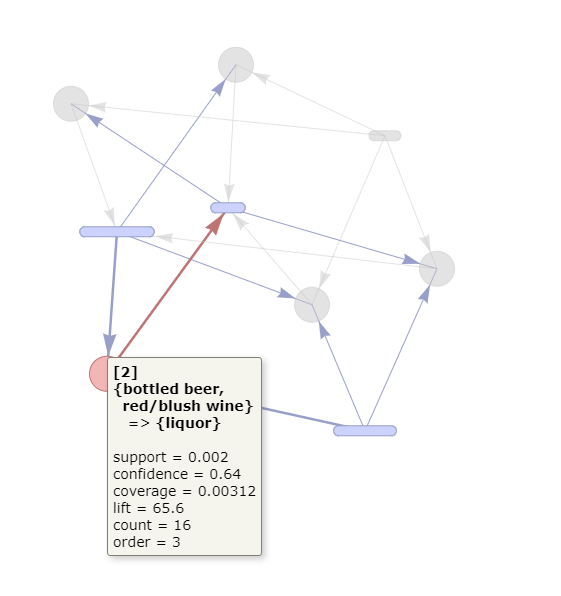 [2]
{bottled beer,
red/blush wine}
=> {liquor}
support = 0.002
confidence = 0.64
coverage = 0.00312
lift = 65.6
count = 16
order = 3